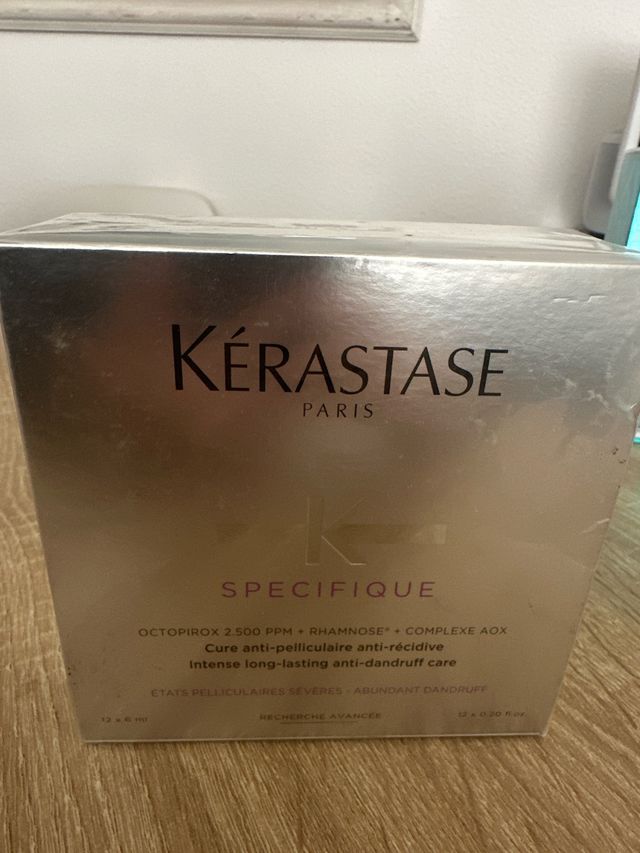 KÉRASTASE
PARIS
K
SPECIFIQUE
OCTOPIROX 2.500 PPM + RHAMNOSE® + COMPLEXE AOX
Cure anti-pelliculaire anti-récidive
Intense long-lasting anti-dandruff care
ÉTATS PELLICULAIRES SÉVÈRES - ABUNDANT DANDRUFF
12 x 6 ml
RECHERCHE AVANCÉE
12 x 0.20 fl.oz.